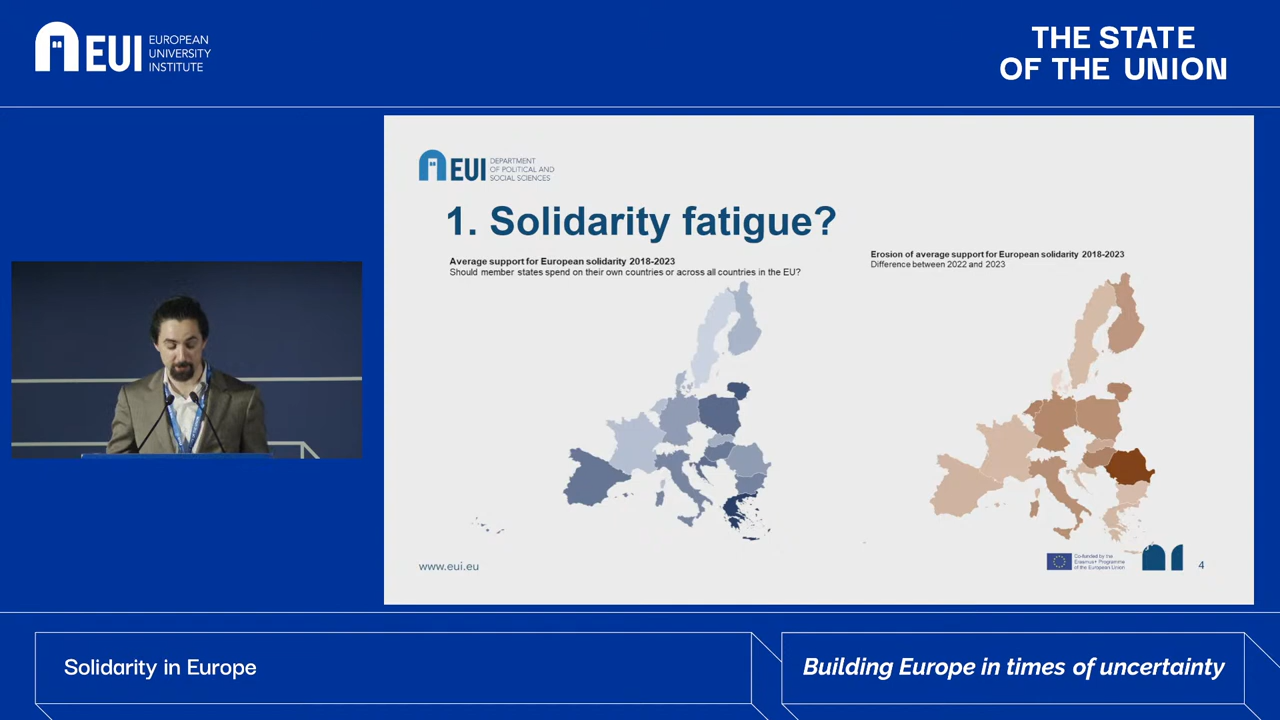 EUI
EUROPEAN
UNIVERSITY
INSTITUTE
THE STATE
OF THE UNION
EUI
DEPARTMENT
OF POLITICAL AND
SOCIAL SCIENCES
1. Solidarity fatigue?
Average support for European solidarity 2018-2023
Should member states spend on their own countries or across all countries in the EU?
Erosion of average support for European solidarity 2018-2023
Difference between 2022 and 2023
www.eui.eu
Co-funded by the
Erasmus+ Programme
of the European Union
4
Solidarity in Europe
Building Europe in times of uncertainty